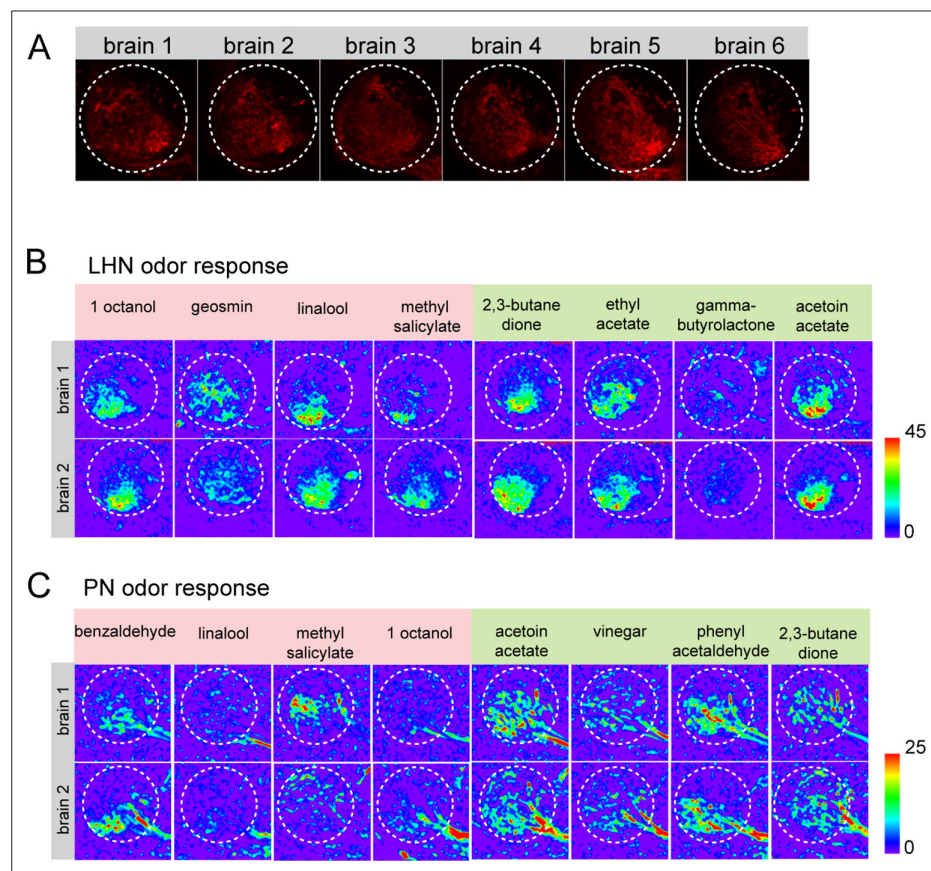 A
brain 1 brain 2 brain 3 brain 4 brain 5 brain 6
B LHN odor response
1 octanol geosmin linalool methyl salicylate 2,3-butane dione ethyl acetate gamma-butyrolactone acetoin acetate
brain 1
brain 2
45
0
C PN odor response
benzaldehyde linalool methyl salicylate 1 octanol acetoin acetate vinegar phenyl acetaldehyde 2,3-butane dione
brain 1
brain 2
25
0